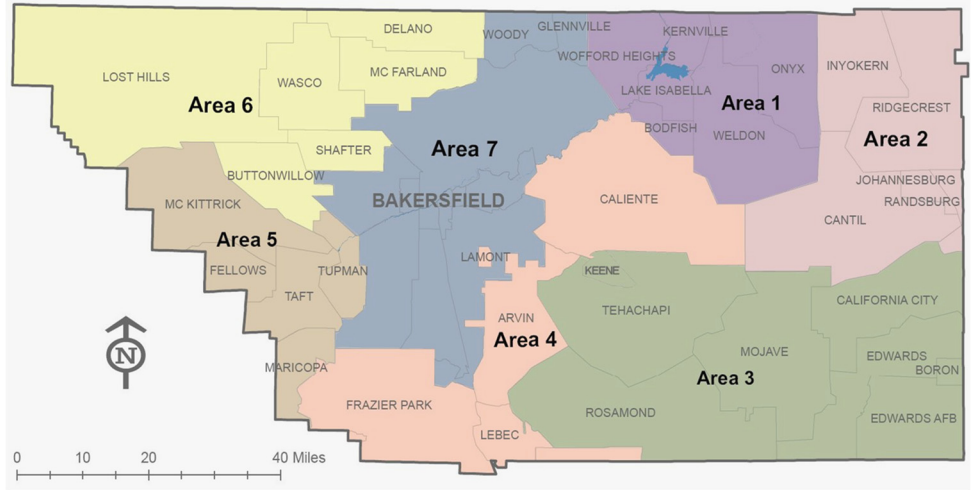 DELANO
WOODY
GLENNVILLE
KERNVILLE
WOFFORD HEIGHTS
LOST HILLS
WASCO
MC FARLAND
ONYX
INYOKERN
LAKE ISABELLA
Area 6
Area 1
RIDGECREST
BODFISH
WELDON
Area 2
SHAFTER
Area 7
BUTTONWILLOW
JOHANNESBURG
MC KITTRICK
BAKERSFIELD
CALIENTE
RANDSBURG
CANTIL
Area 5
LAMONT
FELLOWS
TUPMAN
KEENE
TAFT
CALIFORNIA CITY
ARVIN
TEHACHAPI
Area 4
N
MOJAVE
EDWARDS
MARICOPA
BORON
Area 3
FRAZIER PARK
ROSAMOND
EDWARDS AFB
LEBEC
0 10 20 40 Miles